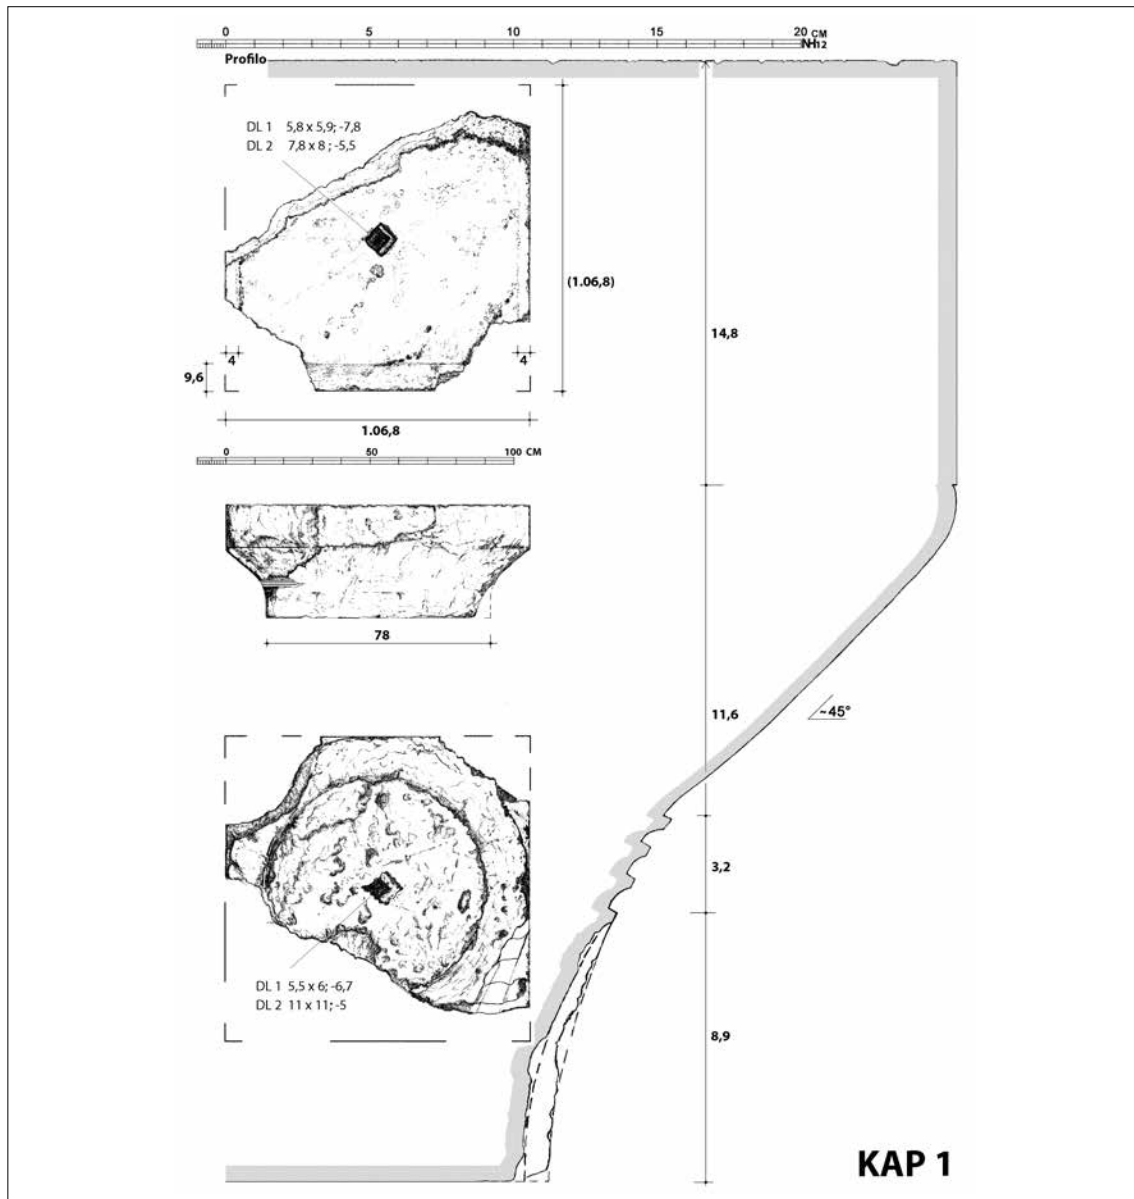 0 5 10 15 20 CM
NH12
Profilo
DL 1 5,8 x 5,9; -7,8
DL 2 7,8 x 8 ; -5,5
(1.06,8)
14,8
4 4
9,6
1.06,8
0 50 100 CM
78
11,6
~45°
3,2
DL 1 5,5 x 6; -6,7
DL 2 11 x 11; -5
8,9
KAP 1